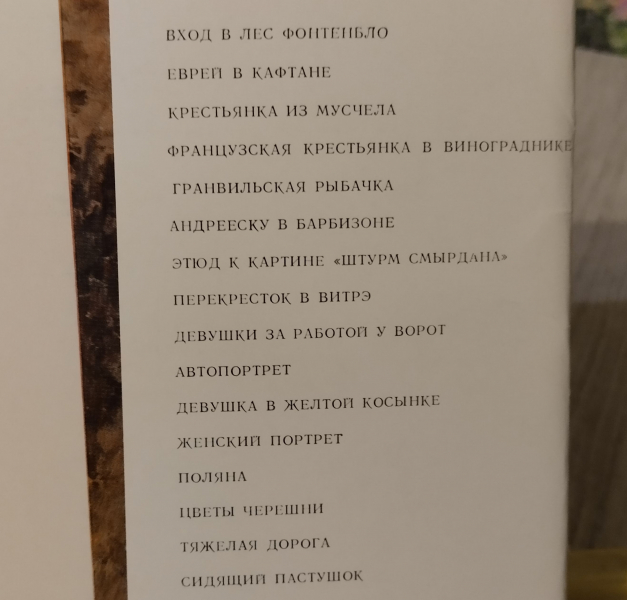 ВХОД В ЛЕС ФОНТЕНБЛО
ЕВРЕЙ В КАФТАНЕ
КРЕСТЬЯНКА ИЗ МУСЧЕЛА
ФРАНЦУЗСКАЯ КРЕСТЬЯНКА В ВИНОГРАДНИКЕ
ГРАНВИЛЬСКАЯ РЫБАЧКА
АНДРЕЕСКУ В БАРБИЗОНЕ
ЭТЮД К КАРТИНЕ «ШТУРМ СМЫРДАНА»
ПЕРЕКРЕСТОК В ВИТРЭ
ДЕВУШКИ ЗА РАБОТОЙ У ВОРОТ
АВТОПОРТРЕТ
ДЕВУШКА В ЖЕЛТОЙ КОСЫНКЕ
ЖЕНСКИЙ ПОРТРЕТ
ПОЛЯНА
ЦВЕТЫ ЧЕРЕШНИ
ТЯЖЕЛАЯ ДОРОГА
СИДЯЩИЙ ПАСТУШОК